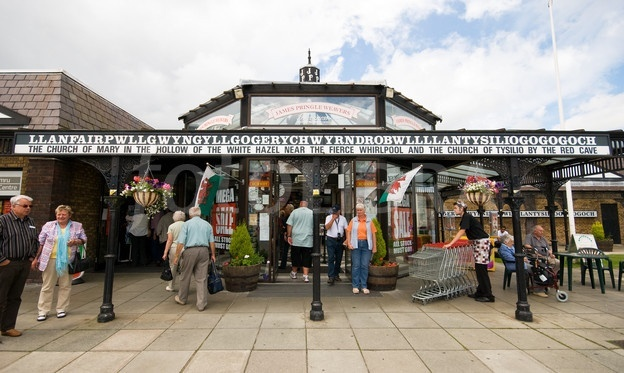 JAMES PRINGLE WEAVERS
LLANFAIRPWLLGWYNGYLLGOGERYCHWYRNDROBWLLLLANTYSILIOGOGOGOCH
THE CHURCH OF MARY IN THE HOLLOW OF THE WHITE HAZEL NEAR THE FIERCE WHIRLPOOL AND THE CHURCH OF TYSILIO BY THE RED CAVE
SALE